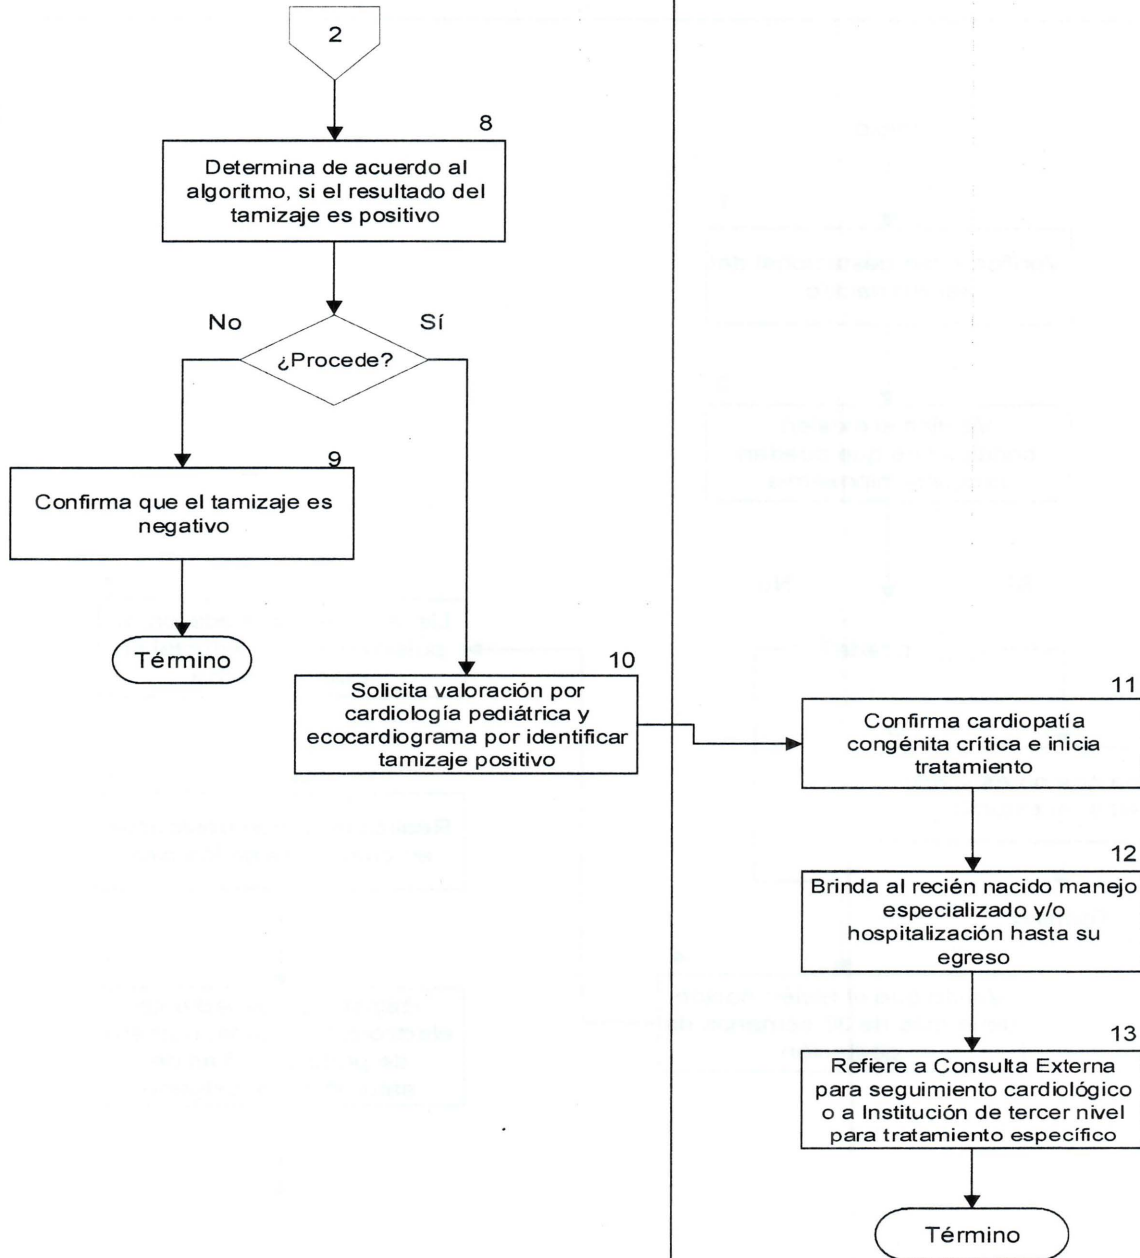 2
8
Determina de acuerdo al
algoritmo, si el resultado del
tamizaje es positivo
No
Sí
¿Procede?
9
Confirma que el tamizaje es
negativo
Término
10
Solicita valoración por
cardiología pediátrica y
ecocardiograma por identificar
tamizaje positivo
11
Confirma cardiopatía
congénita crítica e inicia
tratamiento
12
Brinda al recién nacido manejo
especializado y/o
hospitalización hasta su
egreso
13
Refiere a Consulta Externa
para seguimiento cardiológico
o a Institución de tercer nivel
para tratamiento específico
Término